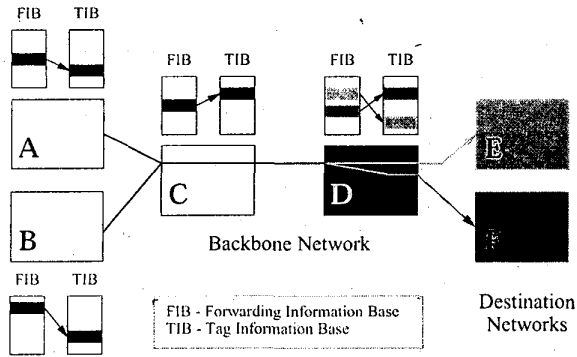 FIB TIB
FIB TIB
FIB TIB
A
B
C
D
E
Backbone Network
FIB TIB
FIB - Forwarding Information Base
TIB - Tag Information Base
Destination
Networks